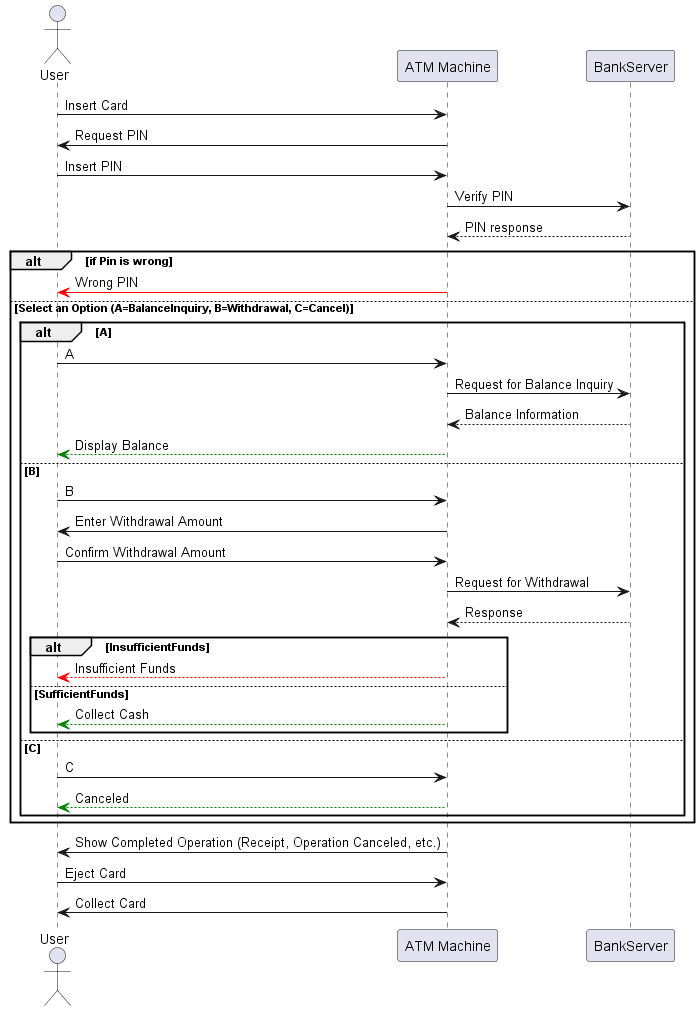 User
ATM Machine
BankServer
Insert Card
Request PIN
Insert PIN
Verify PIN
PIN response
alt
[if Pin is wrong]
Wrong PIN
[Select an Option (A=BalanceInquiry, B=Withdrawal, C=Cancel)]
alt
[A]
A
Request for Balance Inquiry
Balance Information
Display Balance
[B]
B
Enter Withdrawal Amount
Confirm Withdrawal Amount
Request for Withdrawal
Response
alt
[InsufficientFunds]
Insufficient Funds
[SufficientFunds]
Collect Cash
[C]
C
Canceled
Show Completed Operation (Receipt, Operation Canceled, etc.)
Eject Card
Collect Card
User
ATM Machine
BankServer